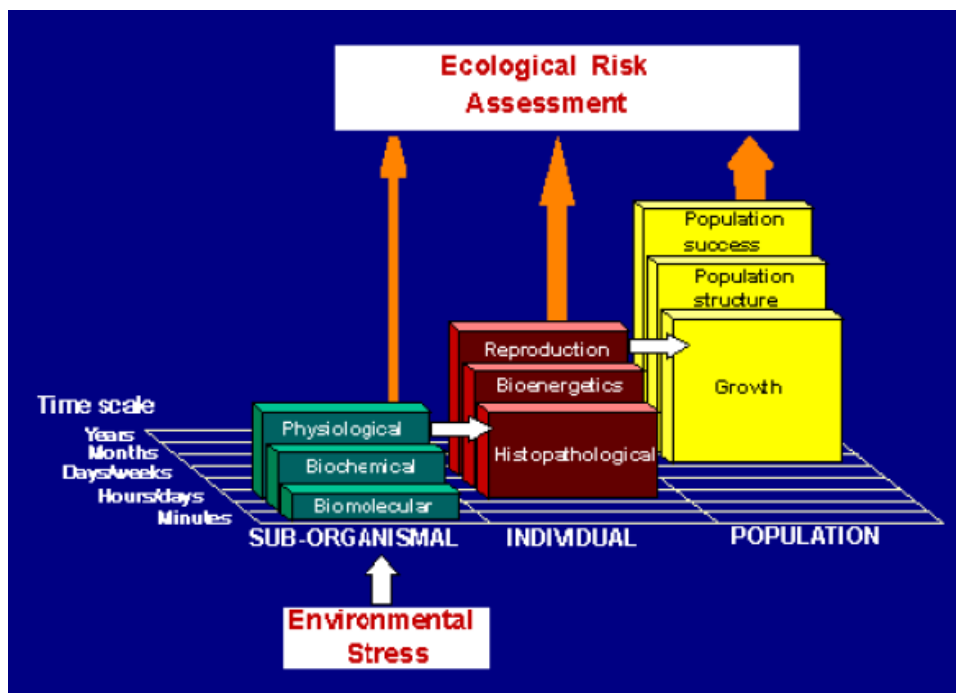 Ecological Risk
Assessment
Population
success
Population
structure
Growth
Reproduction
Bioenergetics
Histopathological
Physiological
Biochemical
Biomolecular
Time scale
Years
Months
Days/weeks
Hours/days
Minutes
SUB-ORGANISMAL
INDIVIDUAL
POPULATION
Environmental
Stress